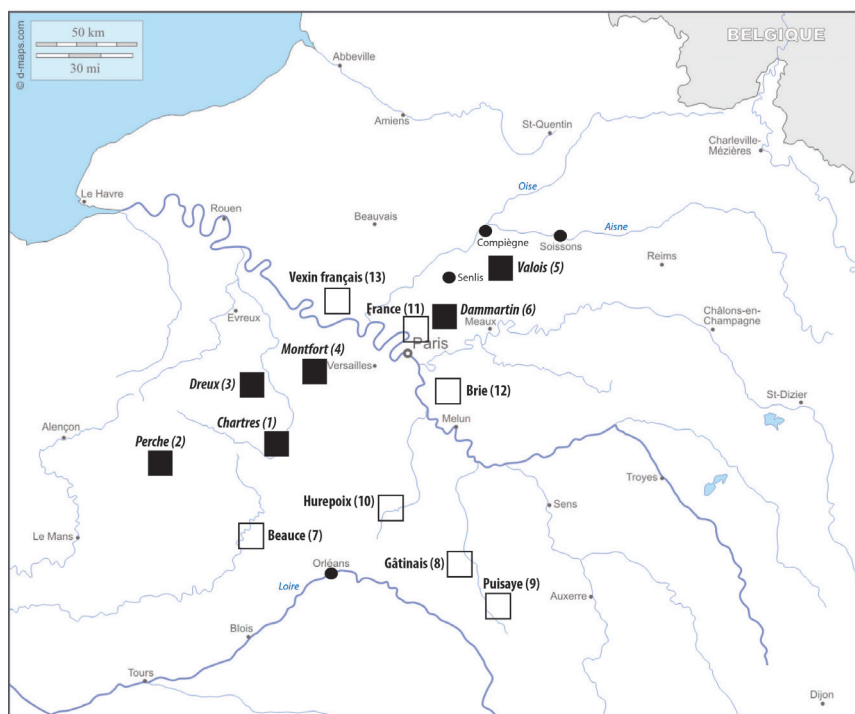 50 km
30 mi
© d-maps.com
BELGIQUE
Abbeville
Amiens
St-Quentin
Charleville-
Mézières
Oise
Le Havre
Rouen
Beauvais
Compiègne
Aisne
Soissons
Reims
Valois (5)
Senlis
Vexin français (13)
France (11)
Dammartin (6)
Meaux
Châlons-en-
Champagne
Evreux
Paris
Montfort (4)
Versailles
Dreux (3)
Brie (12)
St-Dizier
Chartres (1)
Melun
Alençon
Perche (2)
Troyes
Hurepoix (10)
Sens
Le Mans
Beauce (7)
Orléans
Gâtinais (8)
Loire
Puisaye (9)
Auxerre
Blois
Tours
Dijon